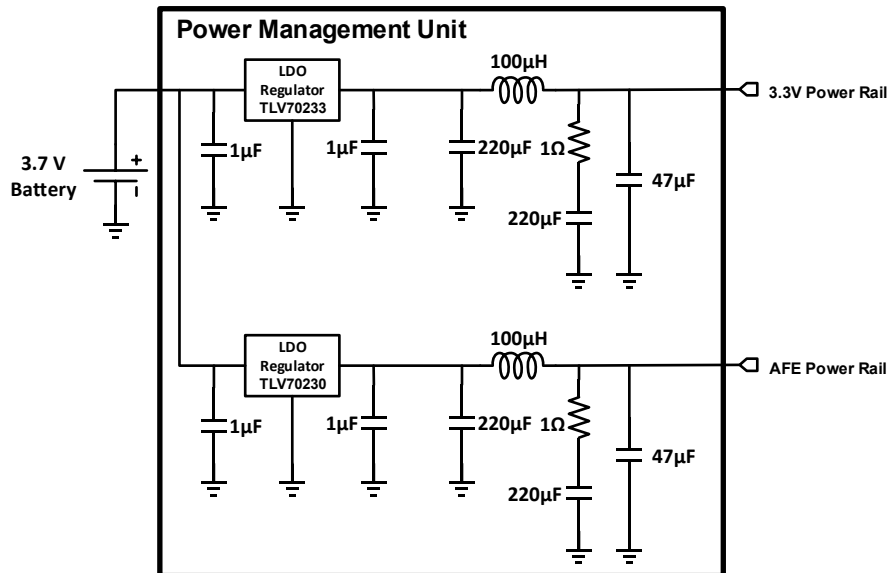 Power Management Unit
100µH
LDO
Regulator
TLV70233
3.3V Power Rail
1µF
1µF
220µF
1Ω
3.7 V
Battery
+
47µF
220µF
100µH
LDO
Regulator
TLV70230
AFE Power Rail
1µF
1µF
220µF
1Ω
47µF
220µF